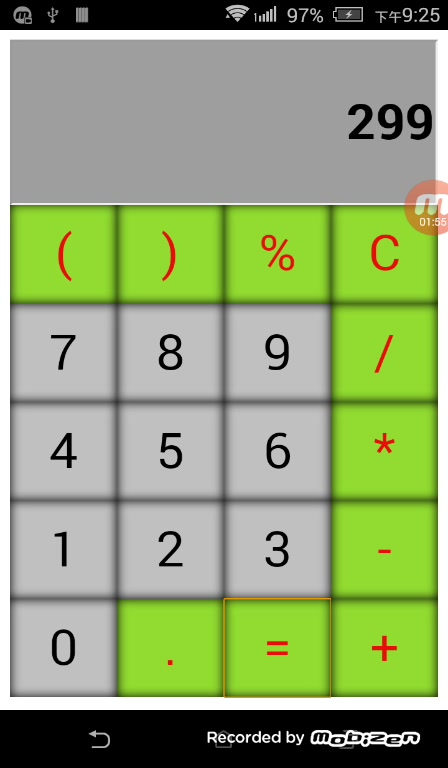 97% 下午9:25
299
01:55
( ) % C
7 8 9 /
4 5 6 *
1 2 3 -
0 . = +
Recorded by mobizen